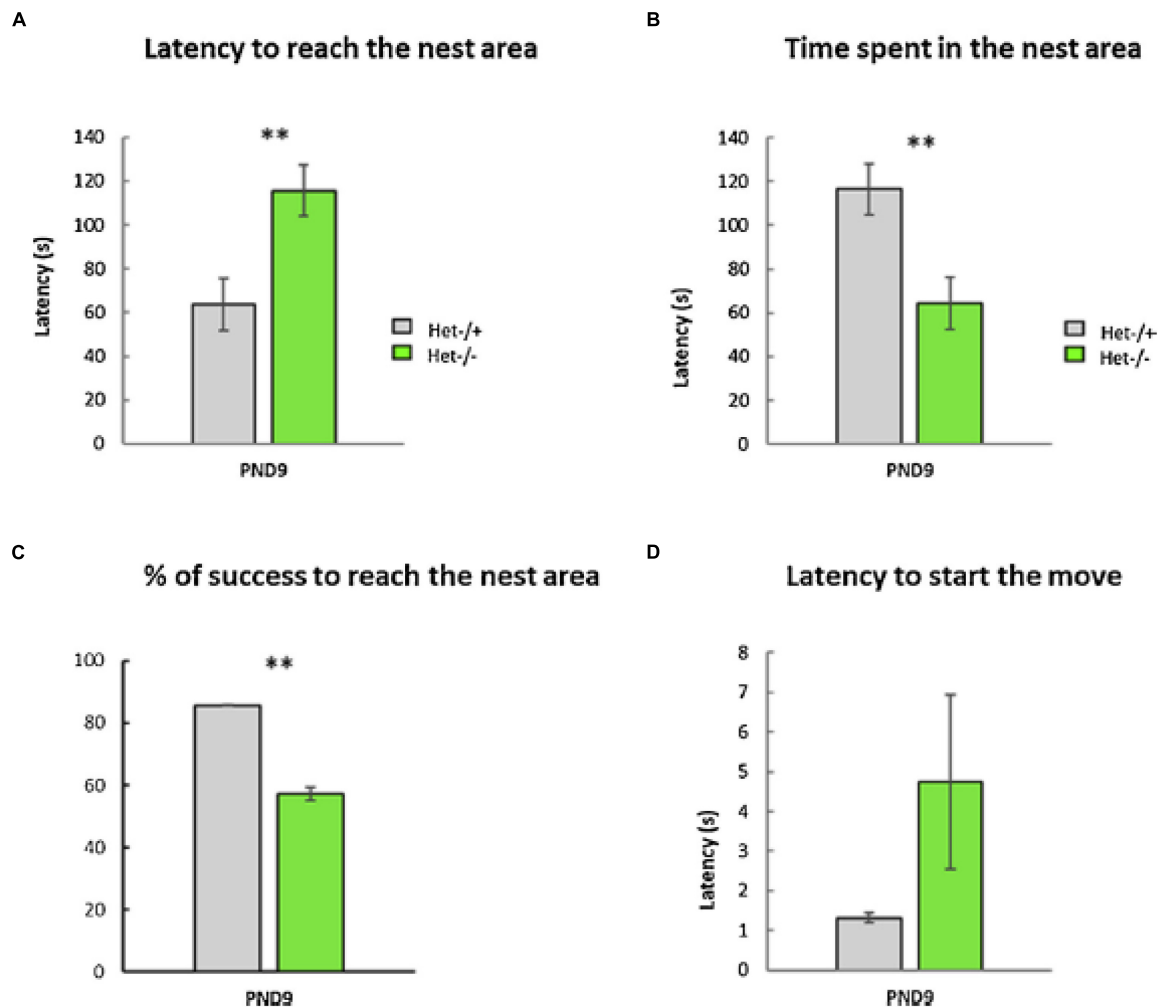 A
Latency to reach the nest area
**
140
120
100
80
60
40
20
0
Latency (s)
PND9
Het-/+
Het-/-
B
Time spent in the nest area
**
140
120
100
80
60
40
20
0
Latency (s)
PND9
Het-/+
Het-/-
C
% of success to reach the nest area
**
100
80
60
40
20
0
PND9
D
Latency to start the move
8
7
6
5
4
3
2
1
0
Latency (s)
PND9